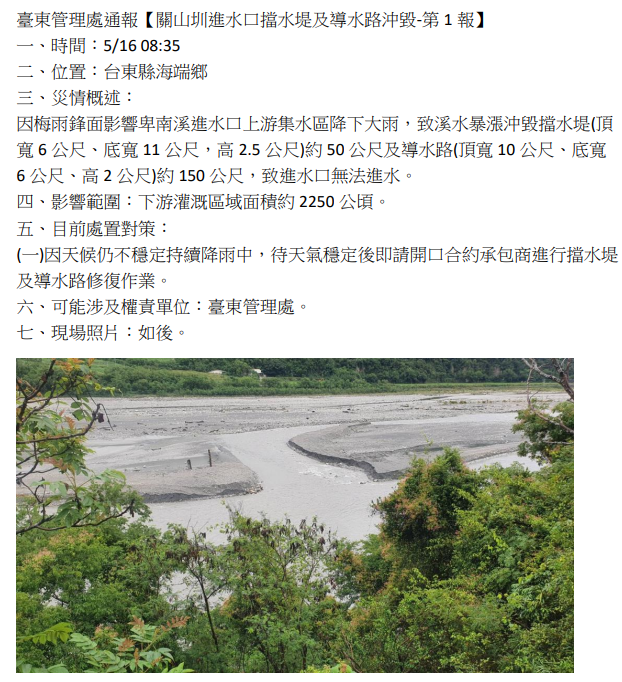 臺東管理處通報【關山圳進水口擋水堤及導水路沖毀-第 1 報】
一、時間：5/16 08:35
二、位置：台東縣海端鄉
三、災情概述：
因梅雨鋒面影響卑南溪進水口上游集水區降下大雨，致溪水暴漲沖毀擋水堤(頂
寬 6 公尺、底寬 11 公尺，高 2.5 公尺)約 50 公尺及導水路(頂寬 10 公尺、底寬
6 公尺、高 2 公尺)約 150 公尺，致進水口無法進水。
四、影響範圍：下游灌溉區域面積約 2250 公頃。
五、目前處置對策：
(一)因天候仍不穩定持續降雨中，待天氣穩定後即請開口合約承包商進行擋水堤
及導水路修復作業。
六、可能涉及權責單位：臺東管理處。
七、現場照片：如後。